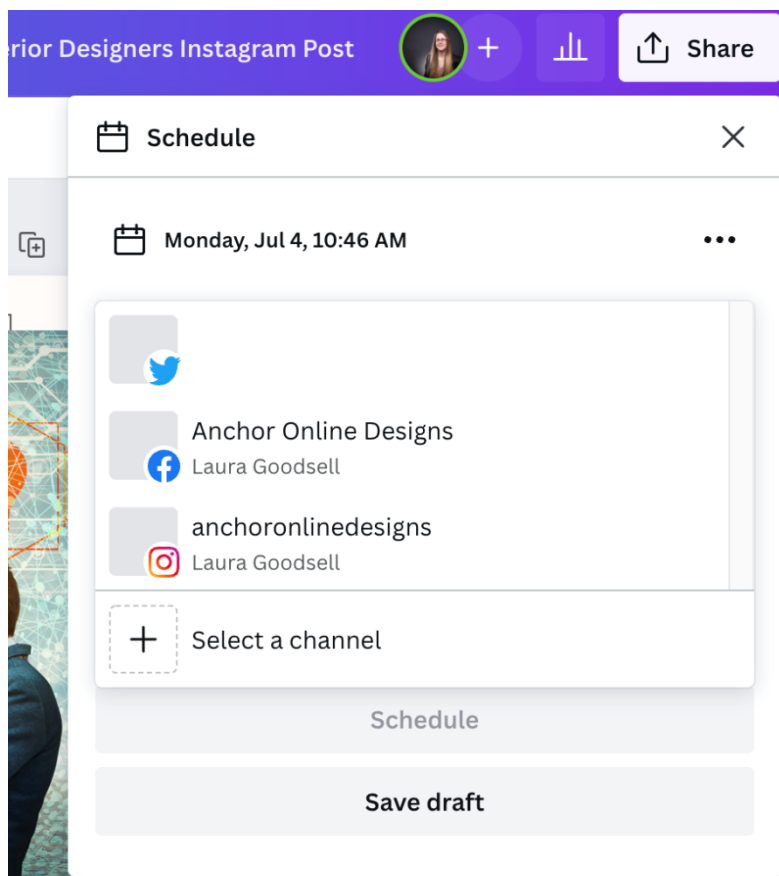 erior Designers Instagram Post
Share
Schedule
Monday, Jul 4, 10:46 AM
Anchor Online Designs
Laura Goodsell
anchoronlinedesigns
Laura Goodsell
Select a channel
Schedule
Save draft